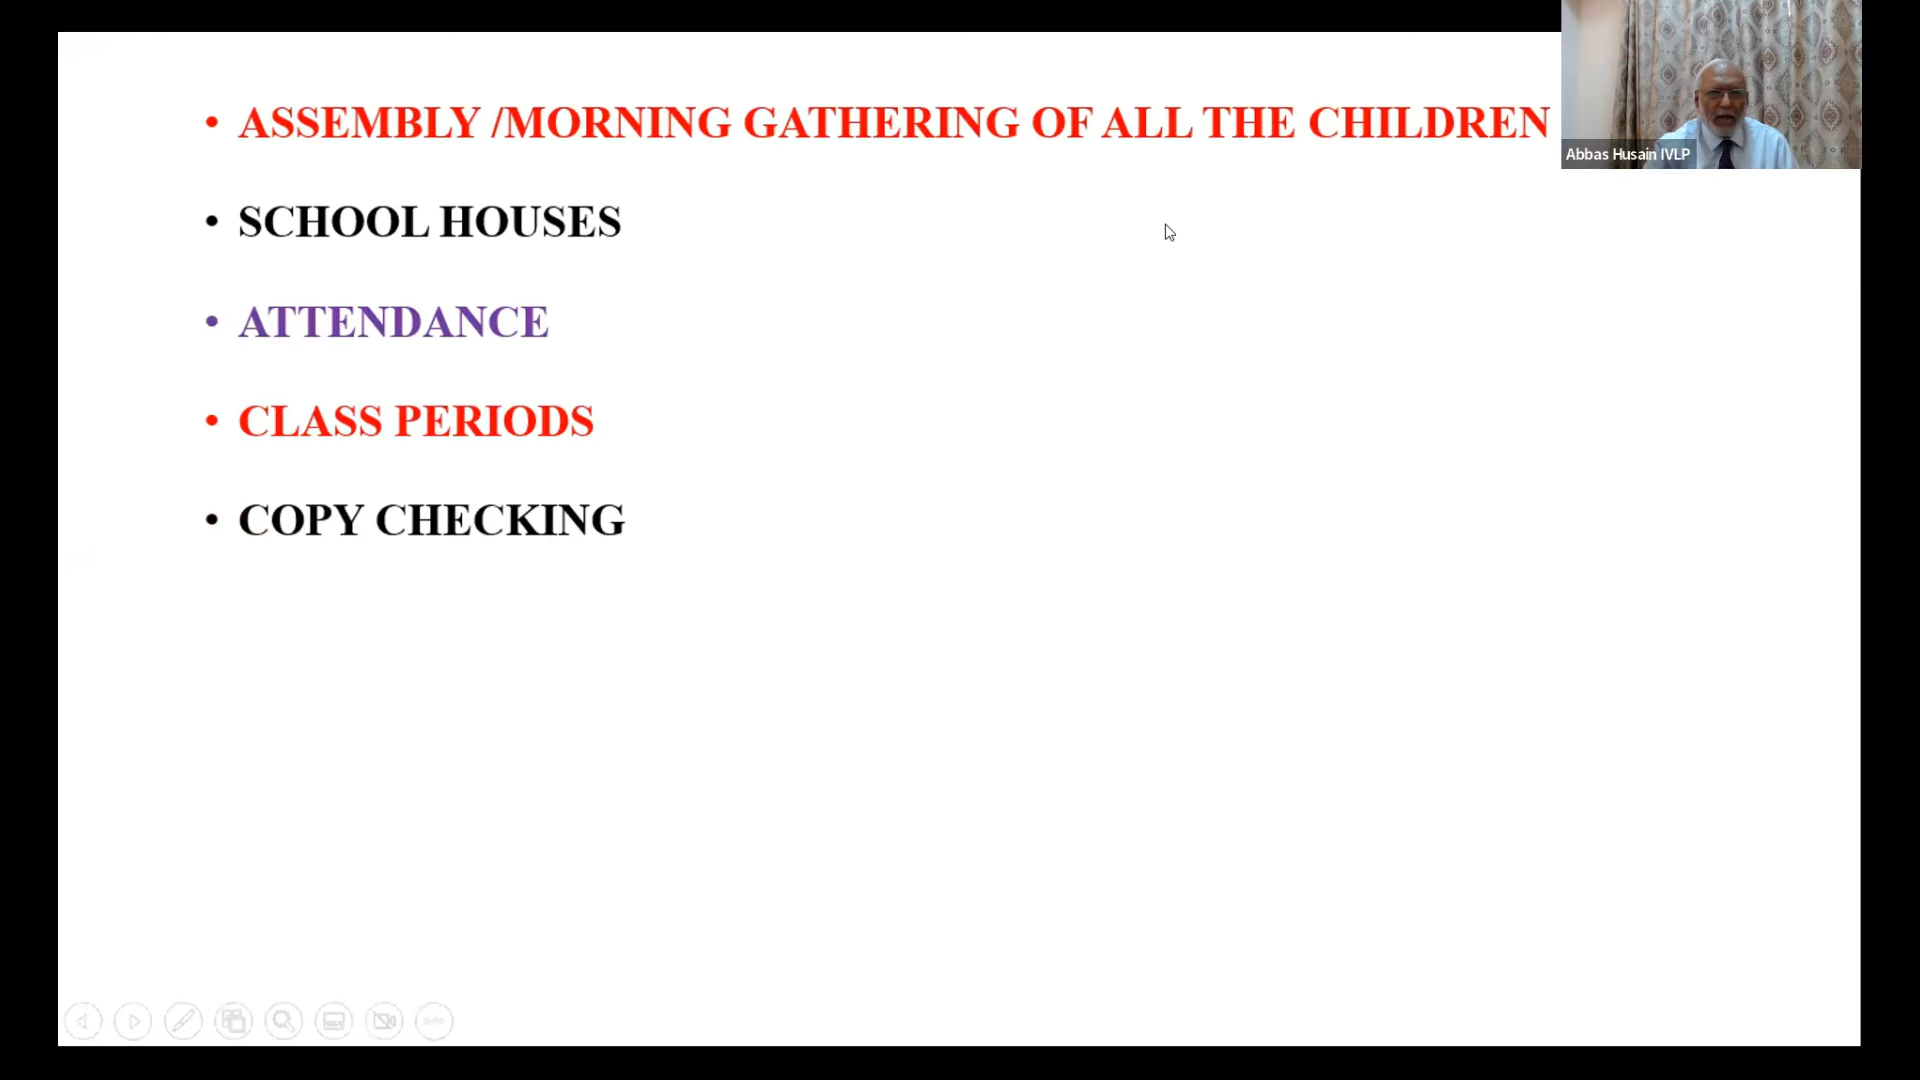 • ASSEMBLY /MORNING GATHERING OF ALL THE CHILDREN
• SCHOOL HOUSES
• ATTENDANCE
• CLASS PERIODS
• COPY CHECKING
Abbas Husain IVLP